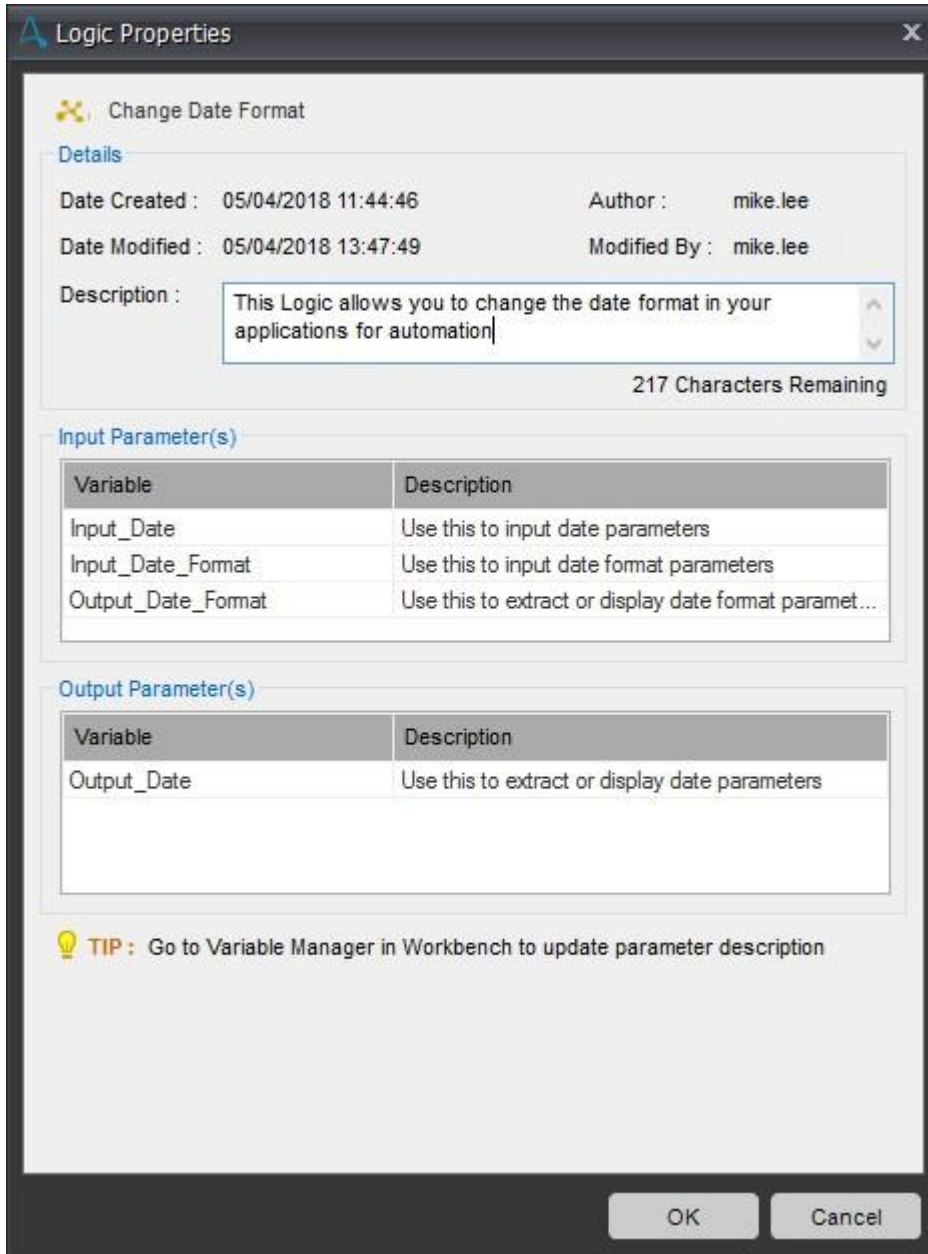 Logic Properties
Change Date Format
Details
Date Created : 05/04/2018 11:44:46 Author : mike.lee
Date Modified : 05/04/2018 13:47:49 Modified By : mike.lee
Description : This Logic allows you to change the date format in your
applications for automation
217 Characters Remaining
Input Parameter(s)
Variable Description
Input_Date Use this to input date parameters
Input_Date_Format Use this to input date format parameters
Output_Date_Format Use this to extract or display date format paramet...
Output Parameter(s)
Variable Description
Output_Date Use this to extract or display date parameters
TIP : Go to Variable Manager in Workbench to update parameter description
OK Cancel